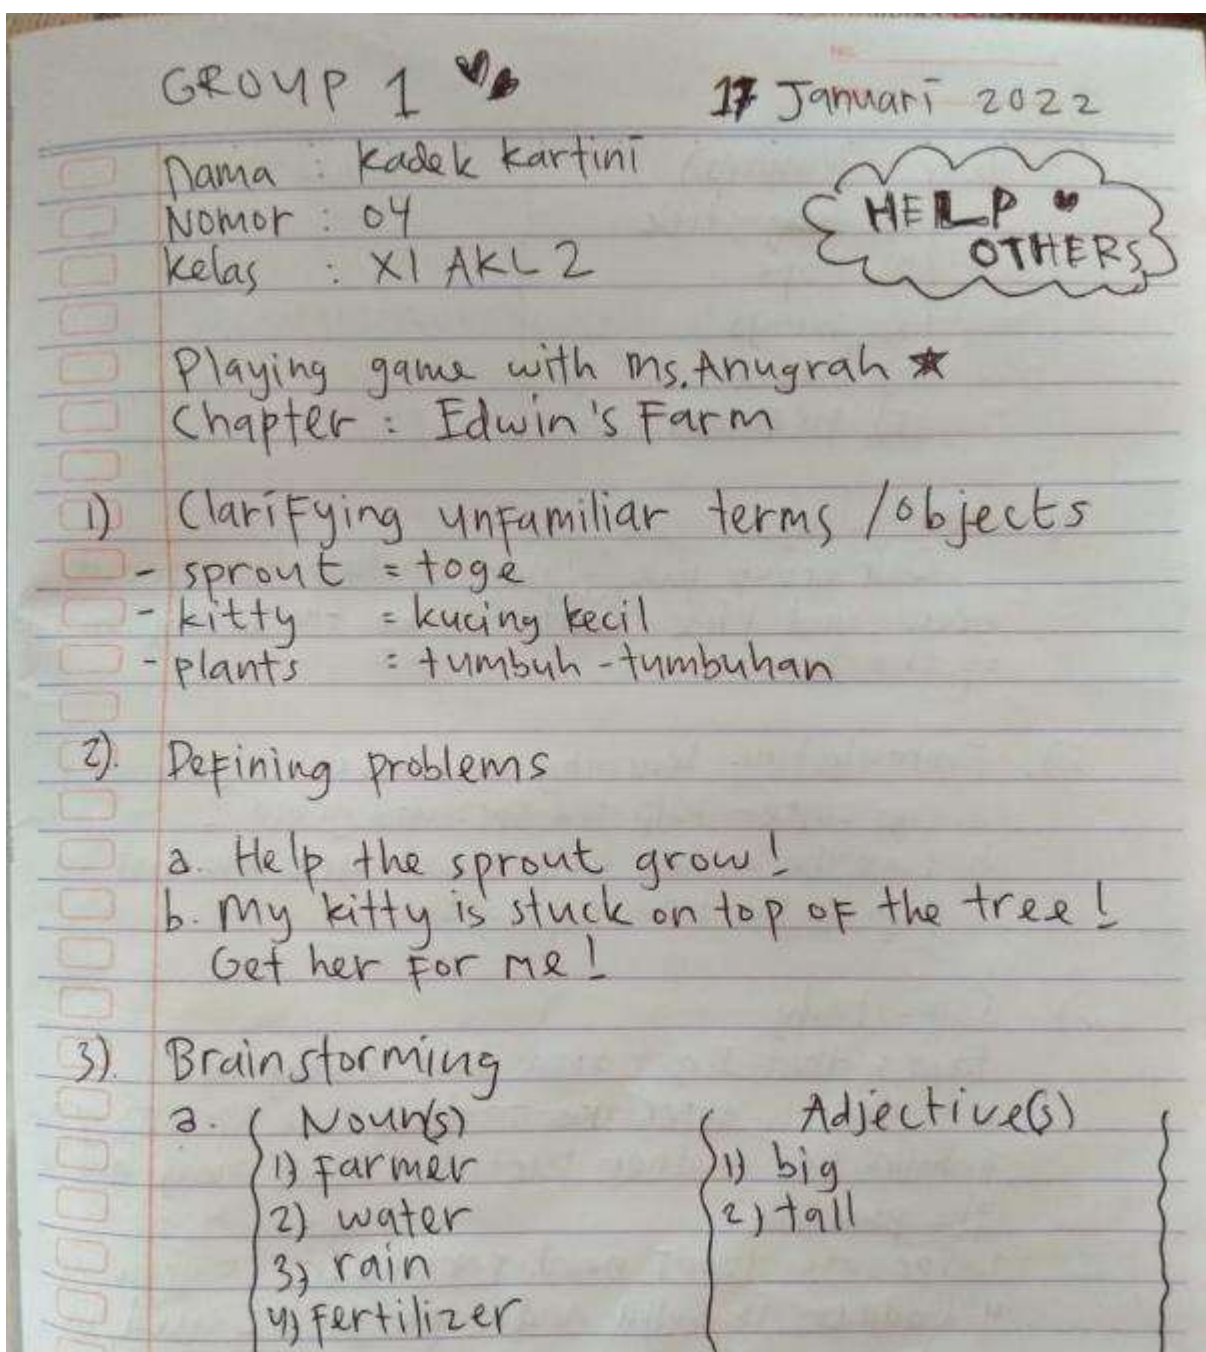 GROUP 1
17 Januari 2022
Nama : Kadek Kartini
Nomor : 04
Kelas : XI AKL 2
HELP
OTHERS
Playing game with Ms. Anugrah
Chapter : Edwin's Farm
1) Clarifying unfamiliar terms / objects
- sprout = toge
- kitty = kucing kecil
- plants = tumbuh-tumbuhan
2). Defining problems
a. Help the sprout grow!
b. My kitty is stuck on top of the tree!
Get her for me!
3). Brainstorming
a. Noun(s) Adjective(s)
1) farmer 1) big
2) water 2) tall
3) rain
4) fertilizer